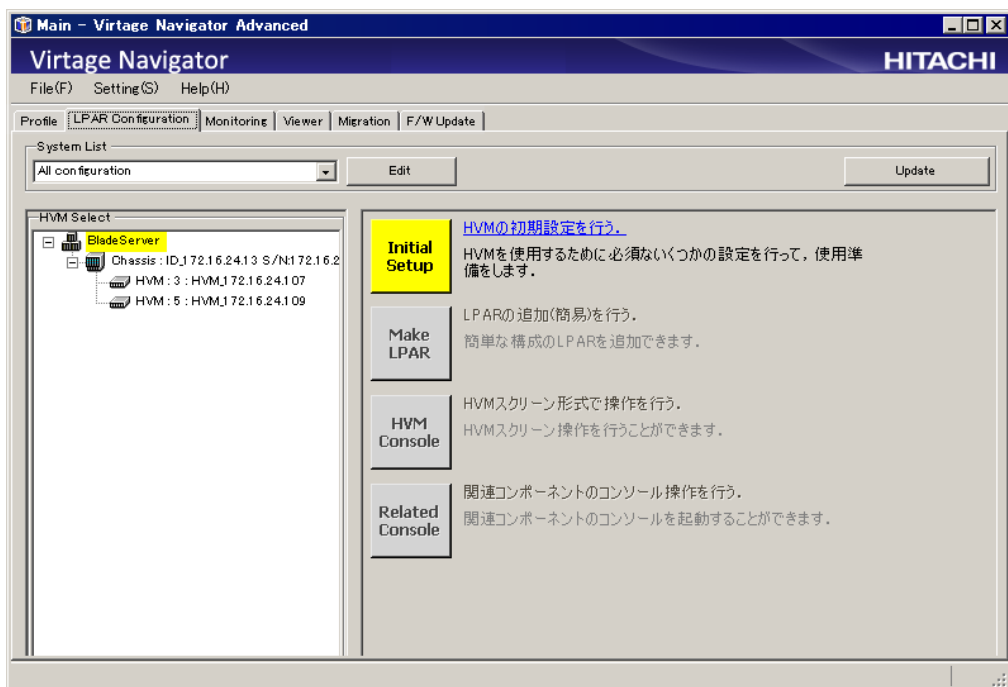 Main - Virtage Navigator Advanced
Virtage Navigator
HITACHI
File(F) Setting(S) Help(H)
Profile LPAR Configuration Monitoring Viewer Migration F/W Update
System List
All configuration Edit Update
HVM Select
BladeServer
Chassis : ID_172.16.24.13 S/N:172.16.2
HVM : 3 : HVM_172.16.24.107
HVM : 5 : HVM_172.16.24.109
Initial
Setup
HVMの初期設定を行う.
HVMを使用するために必須ないくつかの設定を行って, 使用準
備をします.
Make
LPAR
LPARの追加(簡易)を行う.
簡単な構成のLPARを追加できます.
HVM
Console
HVMスクリーン形式で操作を行う.
HVMスクリーン操作を行うことができます.
Related
Console
関連コンポーネントのコンソール操作を行う.
関連コンポーネントのコンソールを起動することができます.